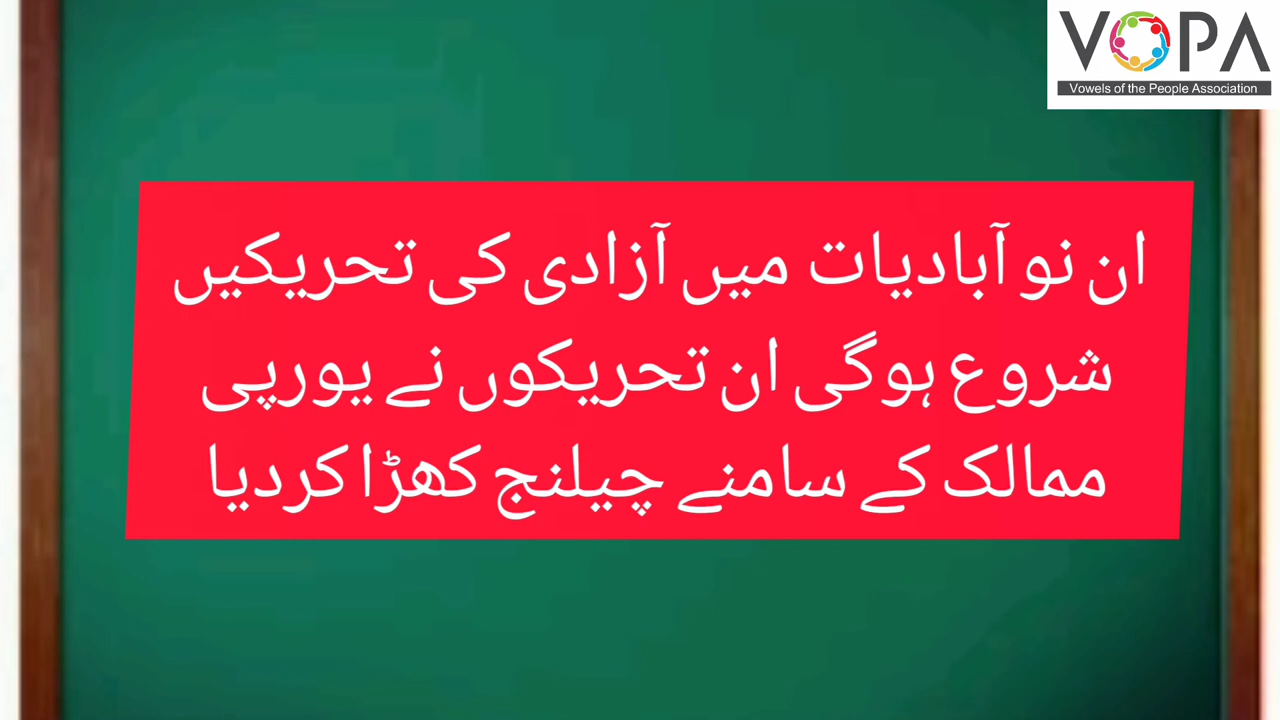 VOPA
Vowels of the People Association
ان نو آبادیات میں آزادی کی تحریکیں
شروع ہوگی ان تحریکوں نے یورپی
ممالک کے سامنے چیلنج کھڑا کردیا